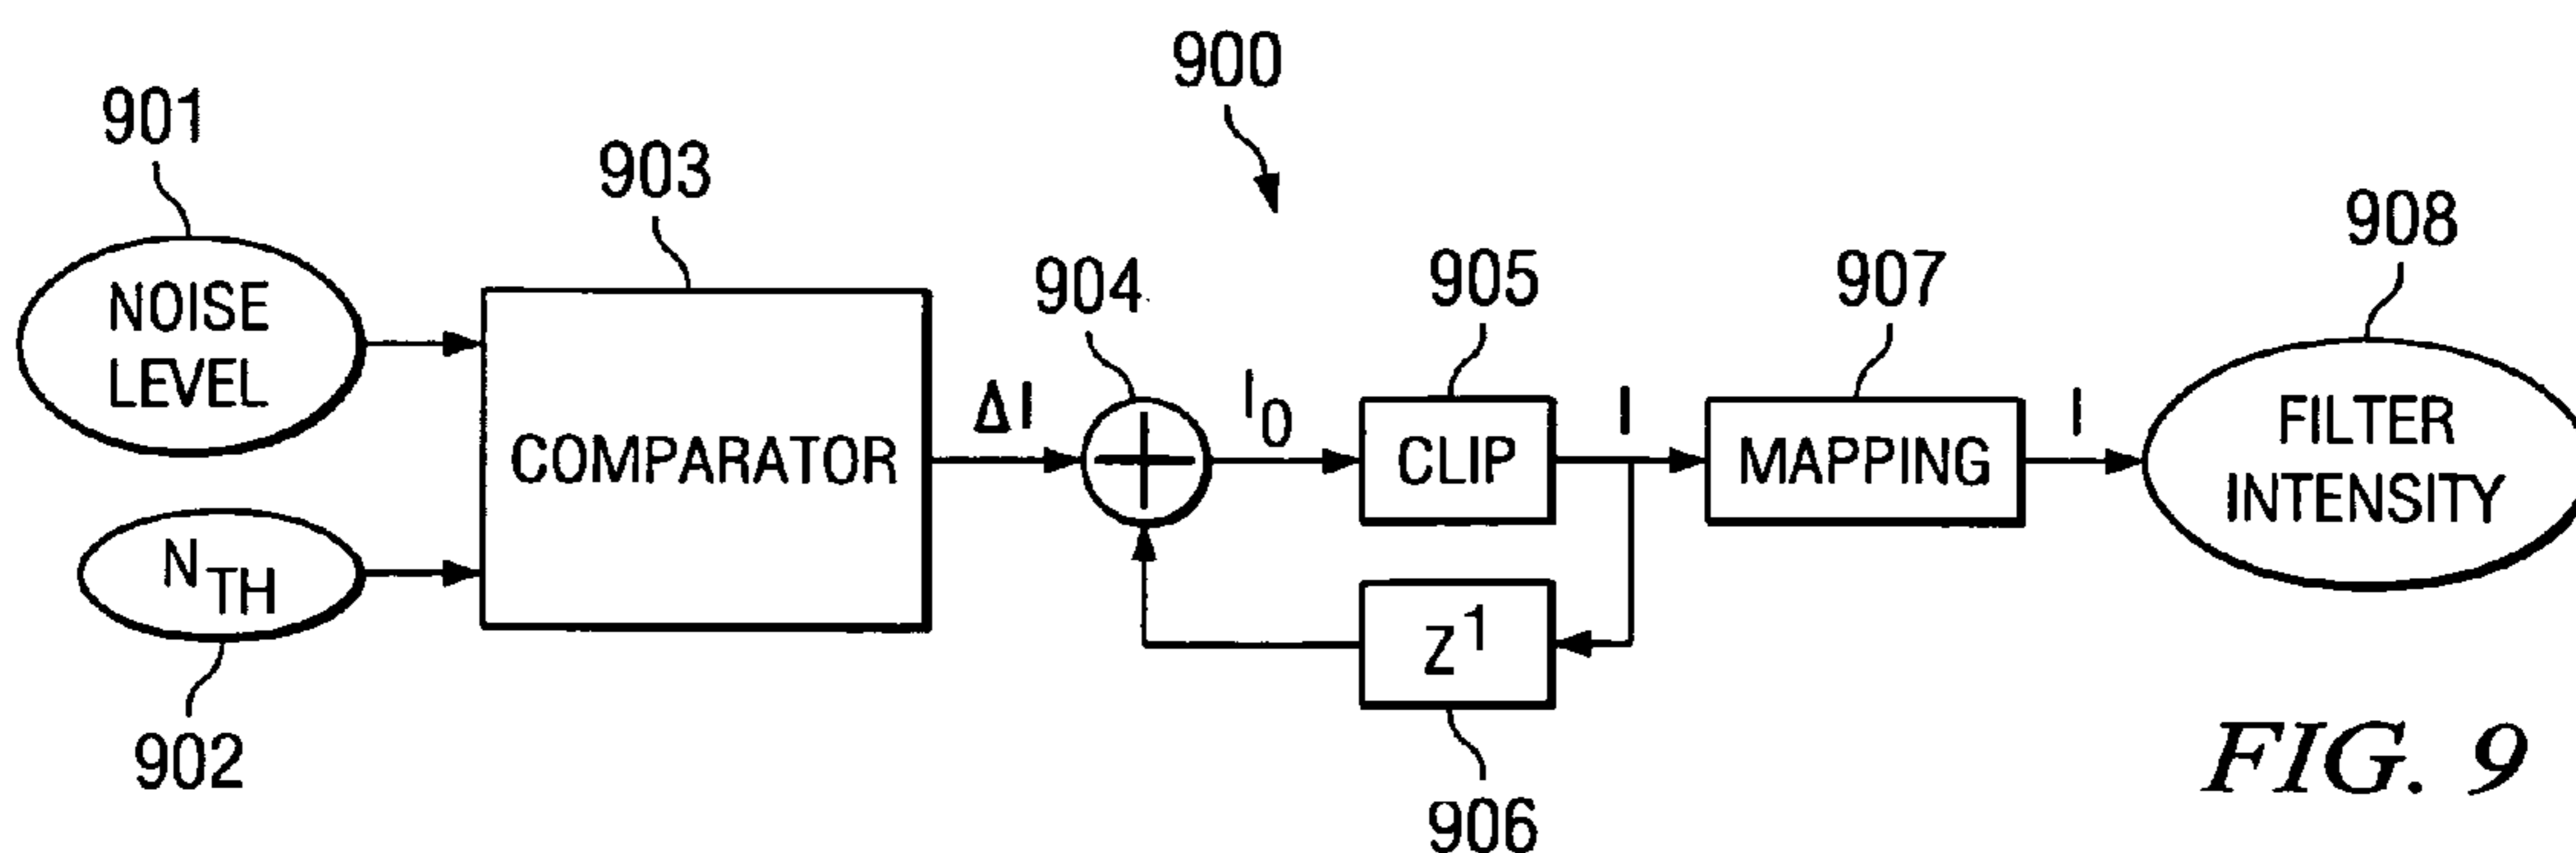 900
901
903
908
904
905
907
NOISE
LEVEL
COMPARATOR
ΔI
I0
CLIP
I
MAPPING
I
FILTER
INTENSITY
NTH
Z1
902
906
FIG. 9